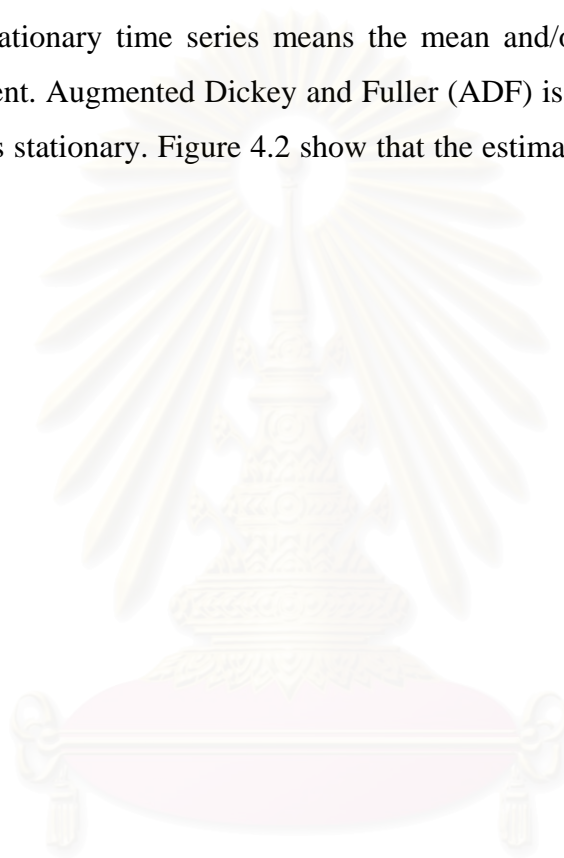 ationary time series means the mean and/o
ent. Augmented Dickey and Fuller (ADF) is
s stationary. Figure 4.2 show that the estima